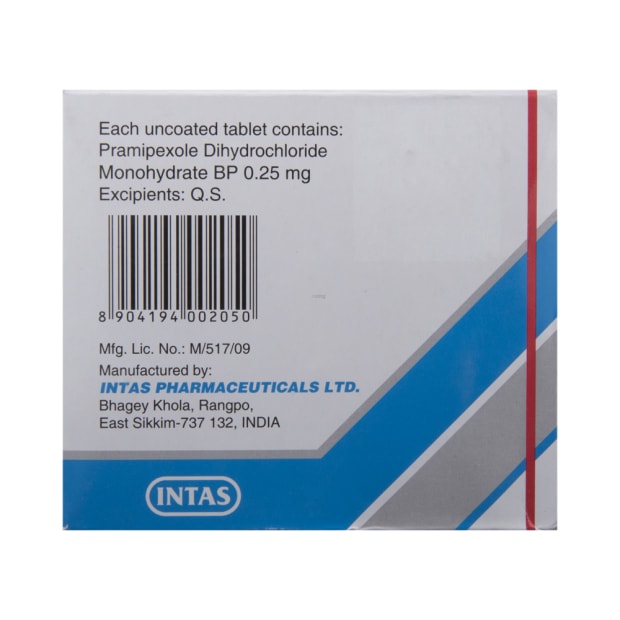 Each uncoated tablet contains:
Pramipexole Dihydrochloride
Monohydrate BP 0.25 mg
Excipients: Q.S.
8 904194 002050
Mfg. Lic. No.: M/517/09
Manufactured by:
INTAS PHARMACEUTICALS LTD.
Bhagey Khola, Rangpo,
East Sikkim-737 132, INDIA
INTAS